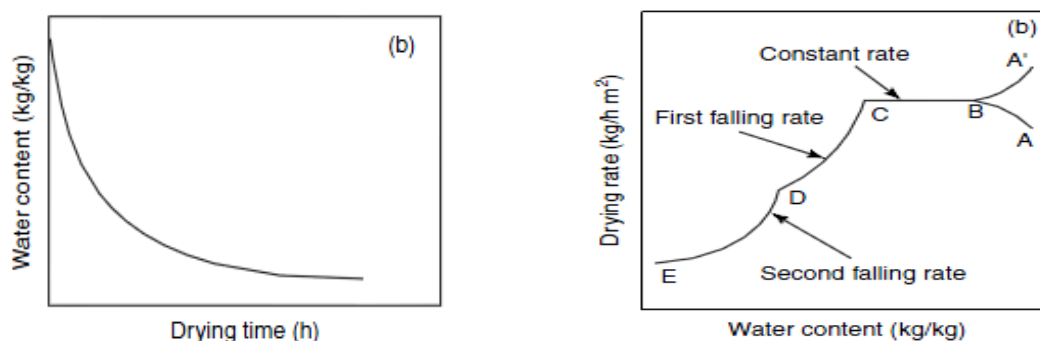 (b)
Water content (kg/kg)
Drying time (h)
(b)
Constant rate
A'
First falling rate
C
B
A
D
E
Second falling rate
Drying rate (kg/h m²)
Water content (kg/kg)